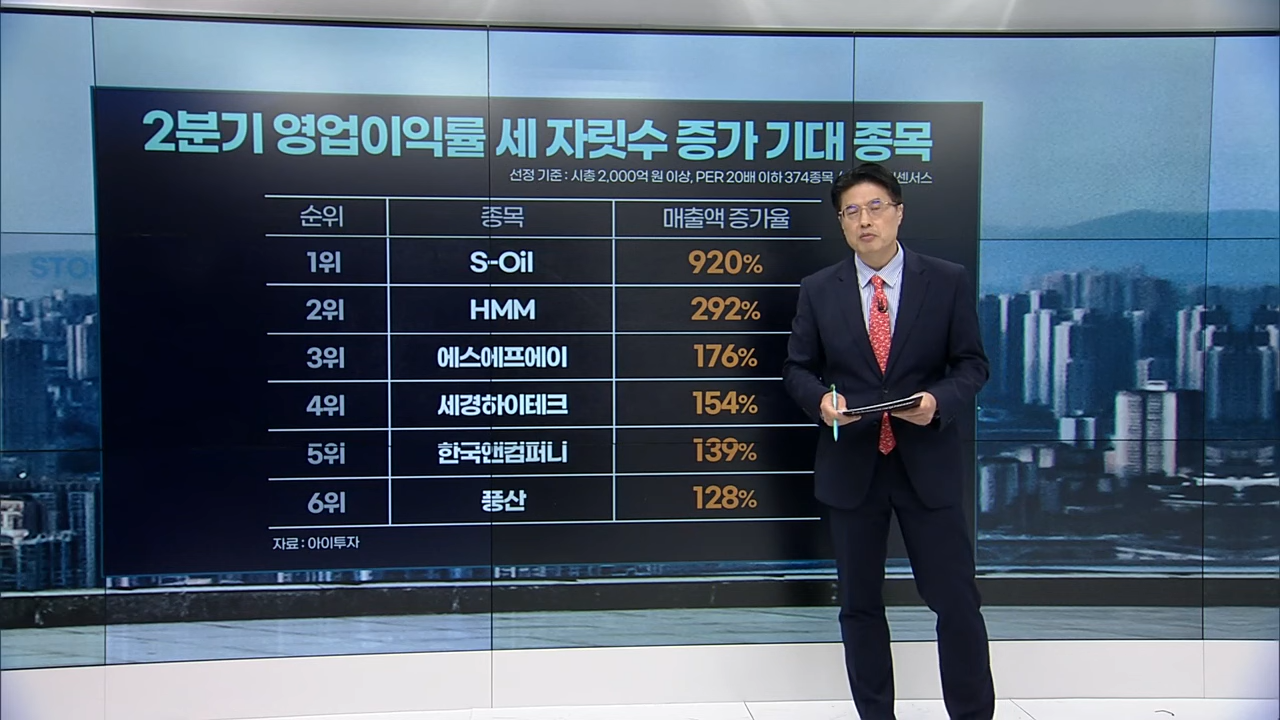 2분기 영업이익률 세 자릿수 증가 기대 종목
선정 기준 : 시총 2,000억 원 이상, PER 20배 이하 374종목 센서스
순위 종목 매출액 증가율
1위 S-Oil 920%
2위 HMM 292%
3위 에스에프에이 176%
4위 세경하이테크 154%
5위 한국앤컴퍼니 139%
6위 풍산 128%
자료 : 아이투자